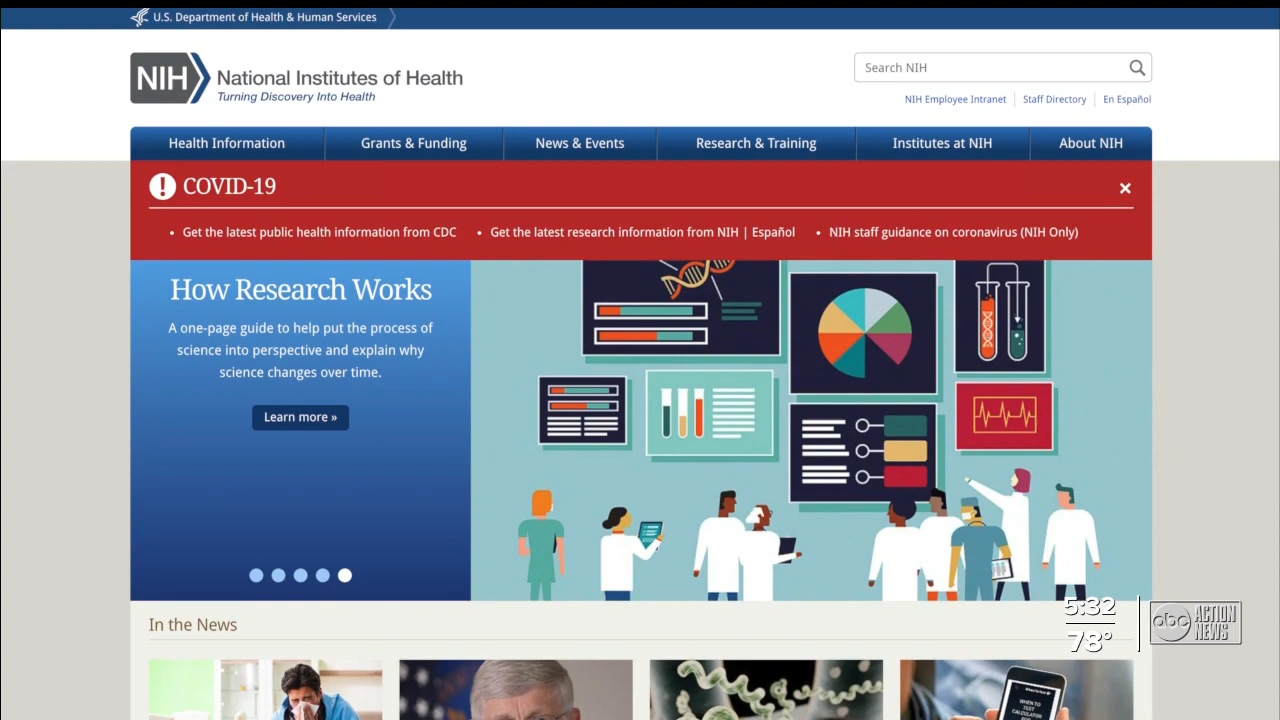 U.S. Department of Health & Human Services
NIH
National Institutes of Health
Turning Discovery Into Health
Search NIH
NIH Employee Intranet
Staff Directory
En Español
Health Information
Grants & Funding
News & Events
Research & Training
Institutes at NIH
About NIH
! COVID-19
• Get the latest public health information from CDC
• Get the latest research information from NIH | Español
• NIH staff guidance on coronavirus (NIH Only)
How Research Works
A one-page guide to help put the process of
science into perspective and explain why
science changes over time.
Learn more »
In the News
5:32
78°
abc
ACTION
NEWS
WHEN TO
TEST
CALCULATOR